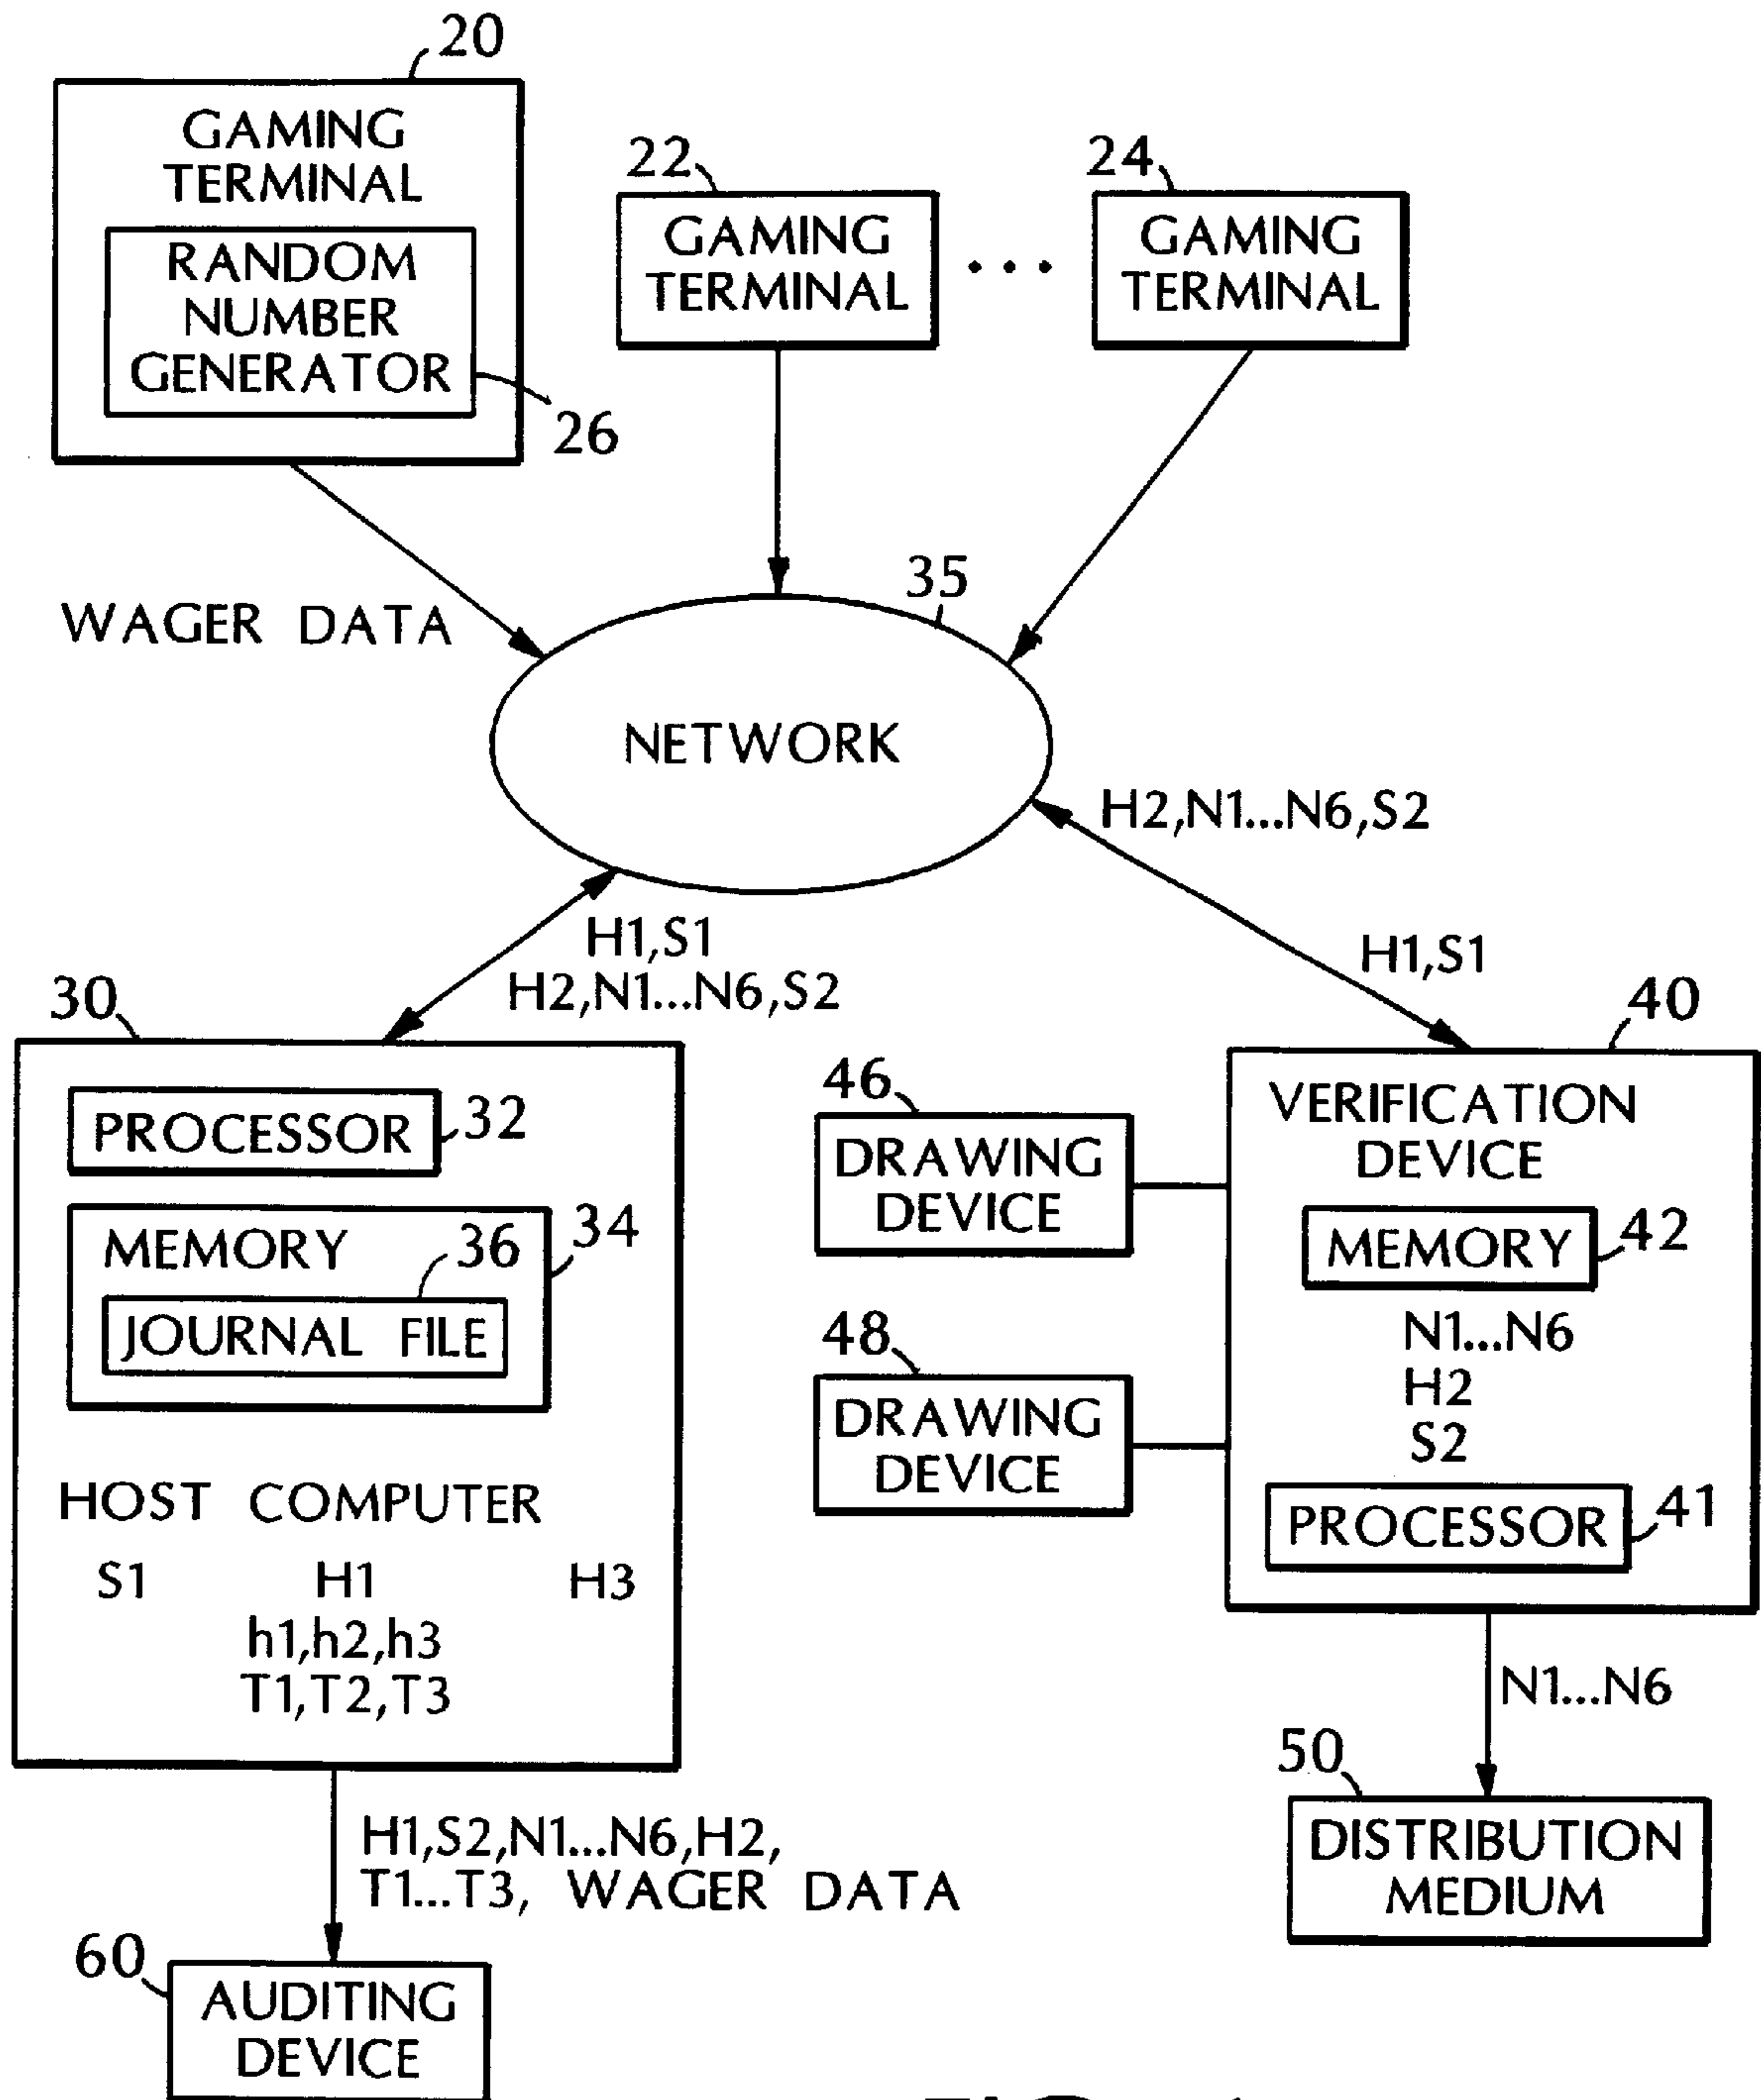 20
GAMING
TERMINAL
RANDOM
NUMBER
GENERATOR
26
22
GAMING
TERMINAL
...
24
GAMING
TERMINAL
WAGER DATA
35
NETWORK
H2,N1...N6,S2
H1,S1
H1,S1
H2,N1...N6,S2
30
PROCESSOR
32
MEMORY
36
34
JOURNAL FILE
HOST COMPUTER
S1 H1 H3
h1,h2,h3
T1,T2,T3
46
DRAWING
DEVICE
48
DRAWING
DEVICE
40
VERIFICATION
DEVICE
MEMORY
42
N1...N6
H2
S2
PROCESSOR
41
N1...N6
50
DISTRIBUTION
MEDIUM
H1,S2,N1...N6,H2,
T1...T3, WAGER DATA
60
AUDITING
DEVICE